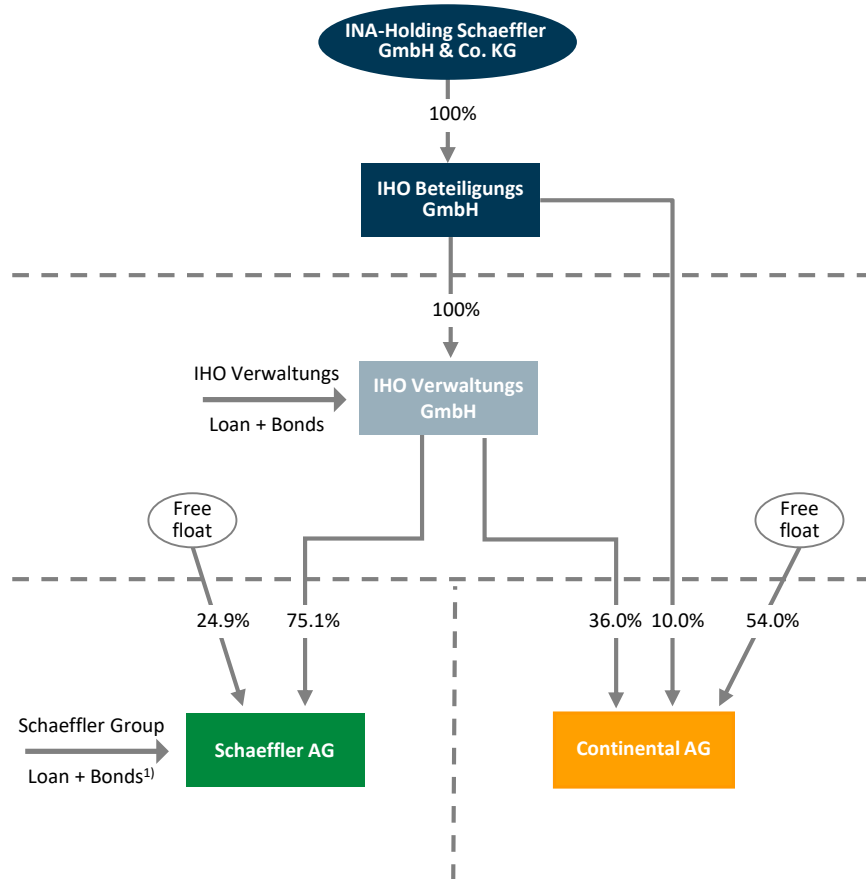 INA-Holding Schaeffler
GmbH & Co. KG
100%
IHO Beteiligungs
GmbH
100%
IHO Verwaltungs
Loan + Bonds
IHO Verwaltungs
GmbH
Free
float
Free
float
24.9%
75.1%
36.0%
10.0%
54.0%
Schaeffler Group
Loan + Bonds¹⁾
Schaeffler AG
Continental AG